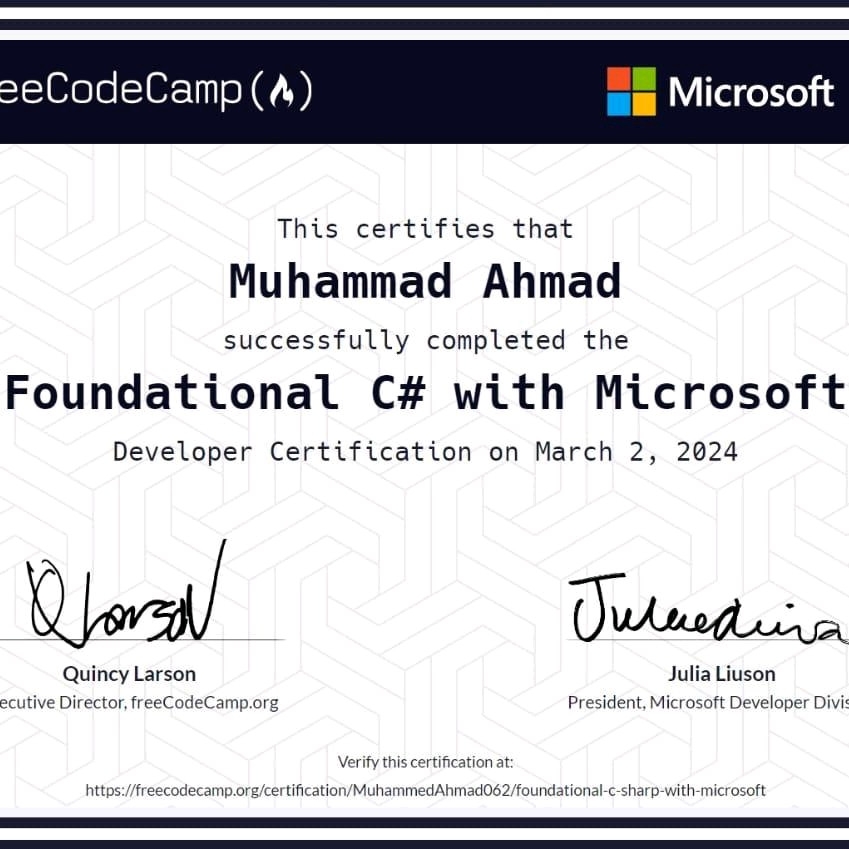 eeCodeCamp(🔥)
Microsoft
This certifies that
Muhammad Ahmad
successfully completed the
Foundational C# with Microsoft
Developer Certification on March 2, 2024
QLarson
Quincy Larson
ecutive Director, freeCodeCamp.org
Julia Liuson
President, Microsoft Developer Divis
Verify this certification at:
https://freecodecamp.org/certification/MuhammedAhmad062/foundational-c-sharp-with-microsoft